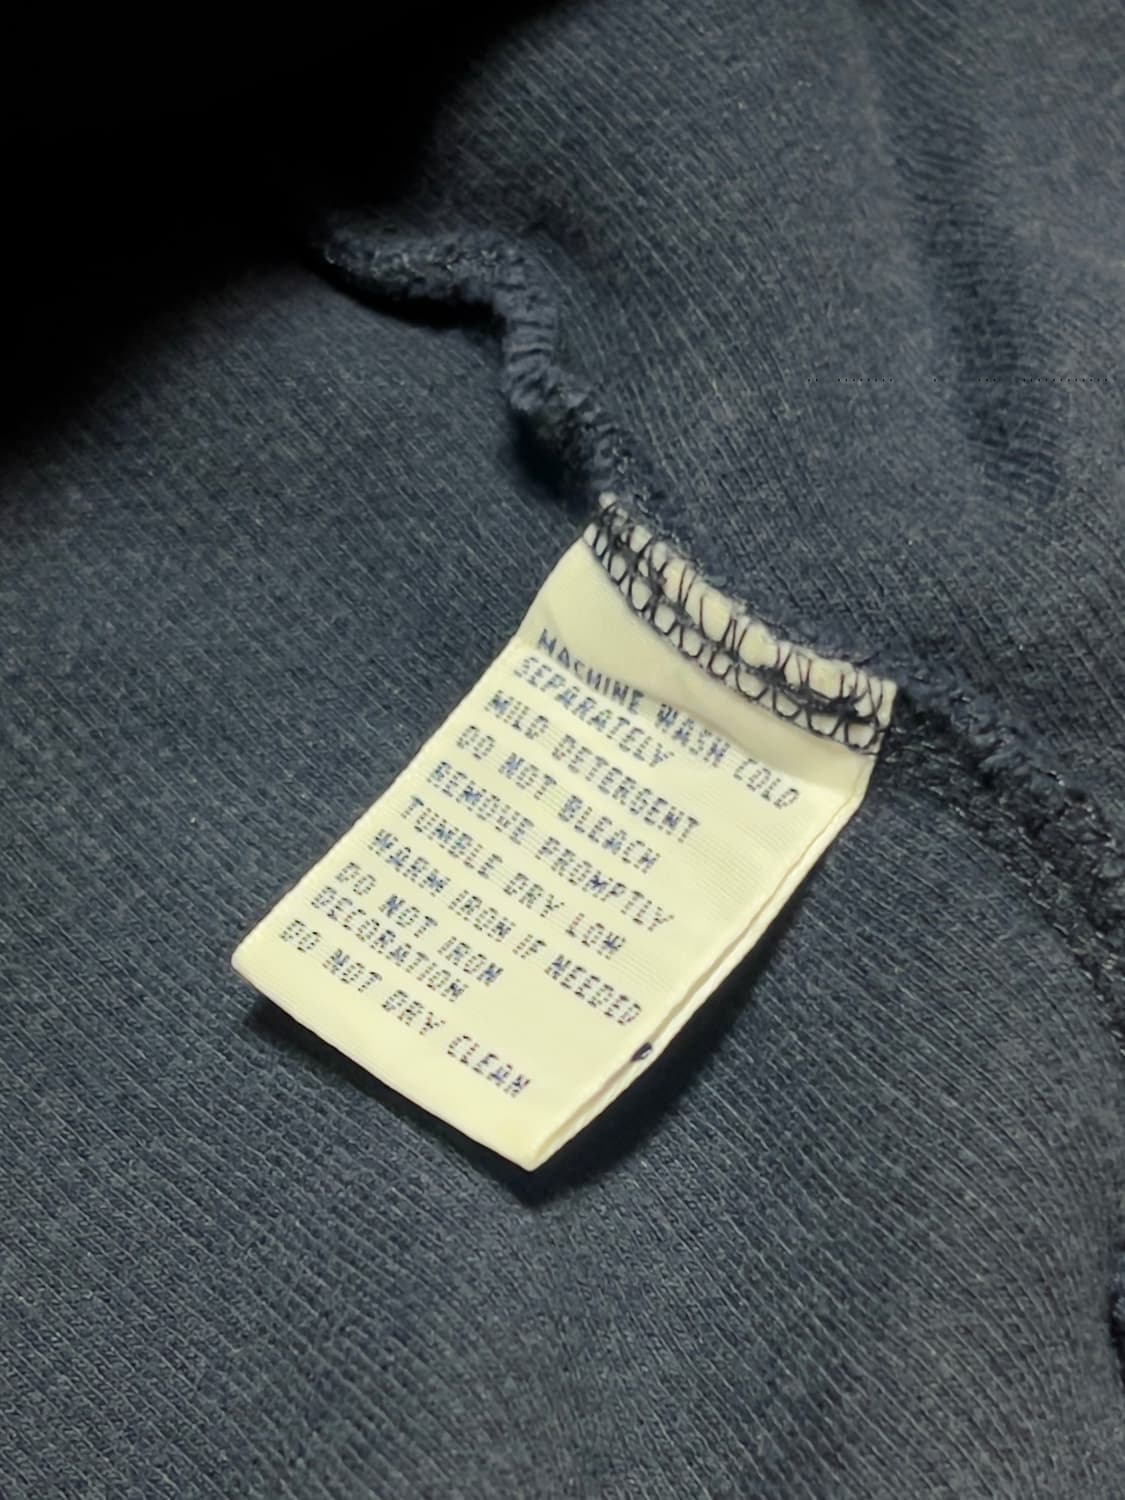 MACHINE WASH COLD
SEPARATELY
MILD DETERGENT
DO NOT BLEACH
REMOVE PROMPTLY
TUMBLE DRY LOW
WARM IRON IF NEEDED
DO NOT IRON
DECORATION
DO NOT DRY CLEAN